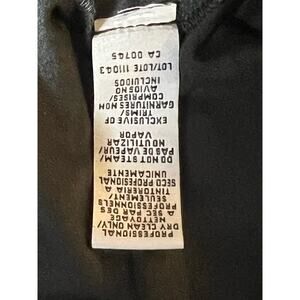 PROFESSIONAL
DRY CLEAN ONLY/
NETTOYAGE
A SEC PAR DES
PROFESSIONNELS
SEULEMENT/
TINTORERIA A
SECO PROFESIONAL
UNICAMENTE
DO NOT STEAM/
PAS DE VAPEUR/
NO UTILIZAR
VAPOR
EXCLUSIVE OF
TRIMS/
GARNITURES NON
COMPRISES/
AVIOS NO
INCLUIDOS
LOT/LOTE 111043
CA 00745